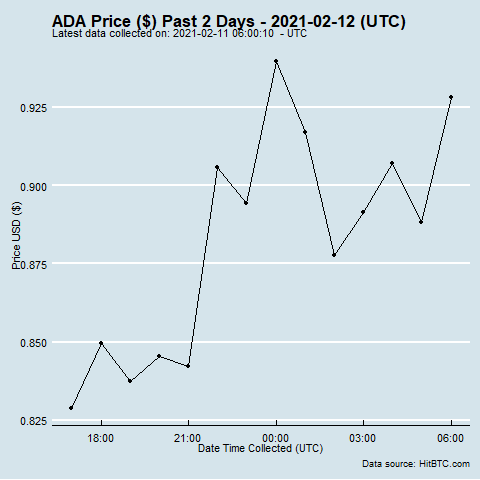 ADA Price ($) Past 2 Days - 2021-02-12 (UTC)
Latest data collected on: 2021-02-11 06:00:10 - UTC
0.925
0.900
0.875
0.850
0.825
Price USD ($)
18:00 21:00 00:00 03:00 06:00
Date Time Collected (UTC)
Data source: HitBTC.com